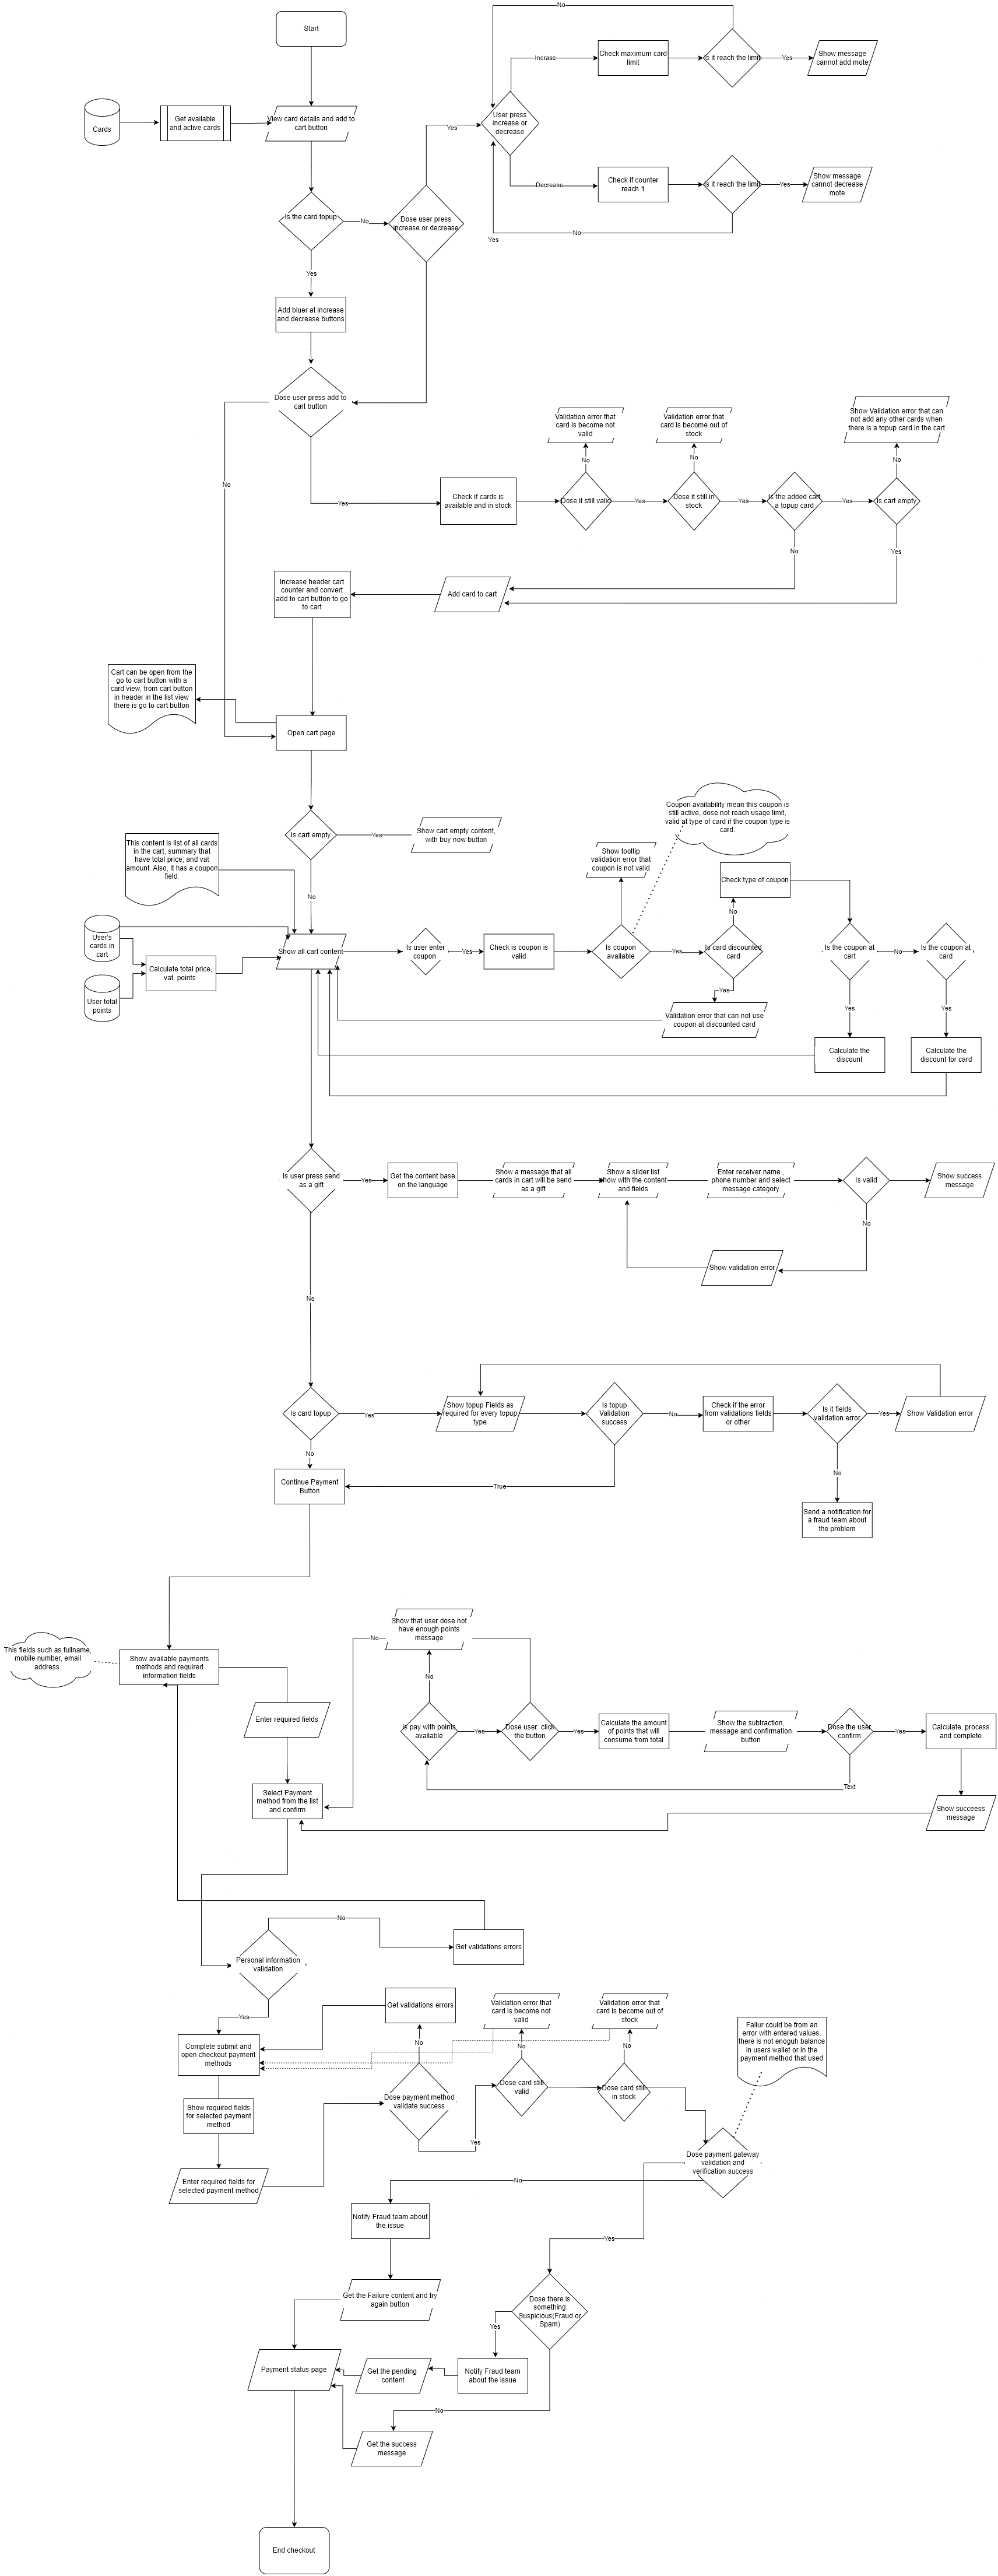 Start
No
Check maximum card
limit
Is it reach the limit
Yes
Show message
cannot add mote
Incrase
Cards
Get available
and active cards
View card details and add to
cart button
Yes
User press
increase or
decrease
Decrease
Check if counter
reach 1
Is it reach the limit
Yes
Show message
cannot decrease
mote
No
Yes
Is the card topup
No
Dose user press
increase or decrease
Yes
Add bluer at increase
and decrease buttons
Dose user press add to
cart button
No
Yes
Check if cards is
available and in stock
Validation error that
card is become not
valid
No
Dose it still valid
Yes
Validation error that
card is become out of
stock
No
Dose it still in
stock
Yes
Is the added cart
a topup card
Yes
Show Validation error that can
not add any other cards when
there is a topup card in the cart
No
Is cart empty
No
Yes
Increase header cart
counter and convert
add to cart button to go
to cart
Add card to cart
Cart can be open from the
go to cart button with a
card view, from cart button
in header in the list view
there is go to cart button
Open cart page
Is cart empty
Yes
Show cart empty content,
with buy now button
No
Coupon availability mean this coupon is
still active, dose not reach usage limit,
valid at type of card if the coupon type is
card.
This content is list of all cards
in the cart, summary that
have total price, and vat
amount. Also, it has a coupon
field.
Show tooltip
validation error that
coupon is not valid
Check type of coupon
No
User's
cards in
cart
Calculate total price,
vat, points
User total
points
Show all cart content
Is user enter
coupon
Yes
Check is coupon is
valid
Is coupon
available
Yes
Is card discounted
card
Yes
Validation error that can not use
coupon at discounted card
Is the coupon at
cart
No
Is the coupon at
card
Yes
Yes
Calculate the
discount
Calculate the
discount for card
Is user press send
as a gift
Yes
Get the content base
on the language
Show a message that all
cards in cart will be send
as a gift
Show a slider list
how with the content
and fields
Enter receiver name ,
phone number and select
message category
Is valid
Show success
message
No
Show validation error
No
Is card topup
Yes
Show topup Fields as
required for every topup
type
Is topup
Validation
success
No
Check if the error
from validations fields
or other
Is it fields
validation error
Yes
Show Validation error
No
Continue Payment
Button
True
No
Send a notification for
a fraud team about
the problem
This fields such as fullname,
mobile number, email
address.
Show available payments
methods and required
information fields
Enter required fields
Select Payment
method from the list
and confirm
No
Show that user dose not
have enough points
message
No
Is pay with points
available
Yes
Dose user  click
the button
Yes
Calculate the amount
of points that will
consume from total
Show the subtraction,
message and confirmation
button
Dose the user
confirm
Yes
Calculate, process
and complete
Text
Show succeess
message
No
Personal information
validation
Get validations errors
Yes
Complete submit and
open checkout payment
methods
Get validations errors
No
Validation error that
card is become not
valid
No
Validation error that
card is become out of
stock
No
Failur could be from an
error with entered values,
there is not enoguh balance
in users wallet or in the
payment method that used
Show required fields
for selected payment
method
Enter required fields for
selected payment method
Dose payment method
validate success
Yes
Dose card still
valid
Dose card still
in stock
Dose payment gateway
validation and
verification success
No
Notify Fraud team about
the issue
Yes
Get the Failure content and try
again button
Dose there is
something
Suspicious(Fraud or
Spam)
Yes
Payment status page
Get the pending
content
Notify Fraud team
about the issue
No
Get the success
message
End checkout